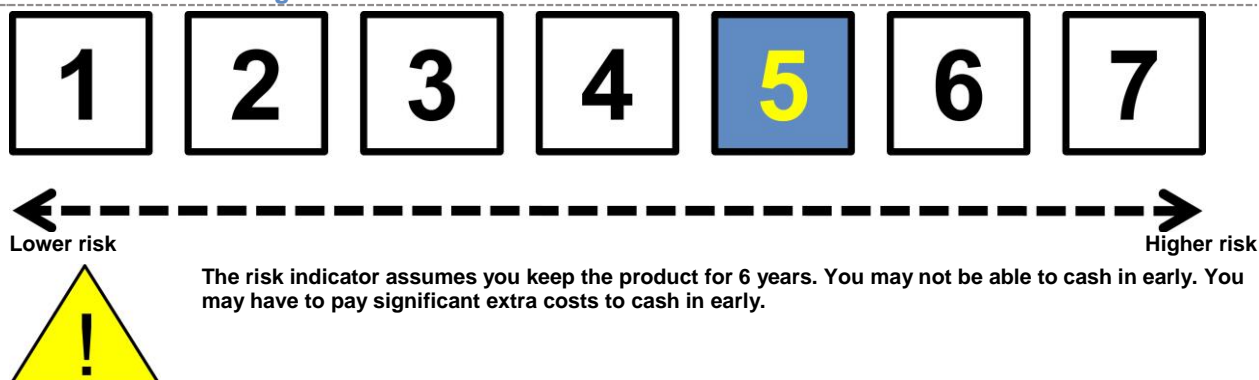 1 2 3 4 5 6 7
Lower risk Higher risk
The risk indicator assumes you keep the product for 6 years. You may not be able to cash in early. You
may have to pay significant extra costs to cash in early.
!